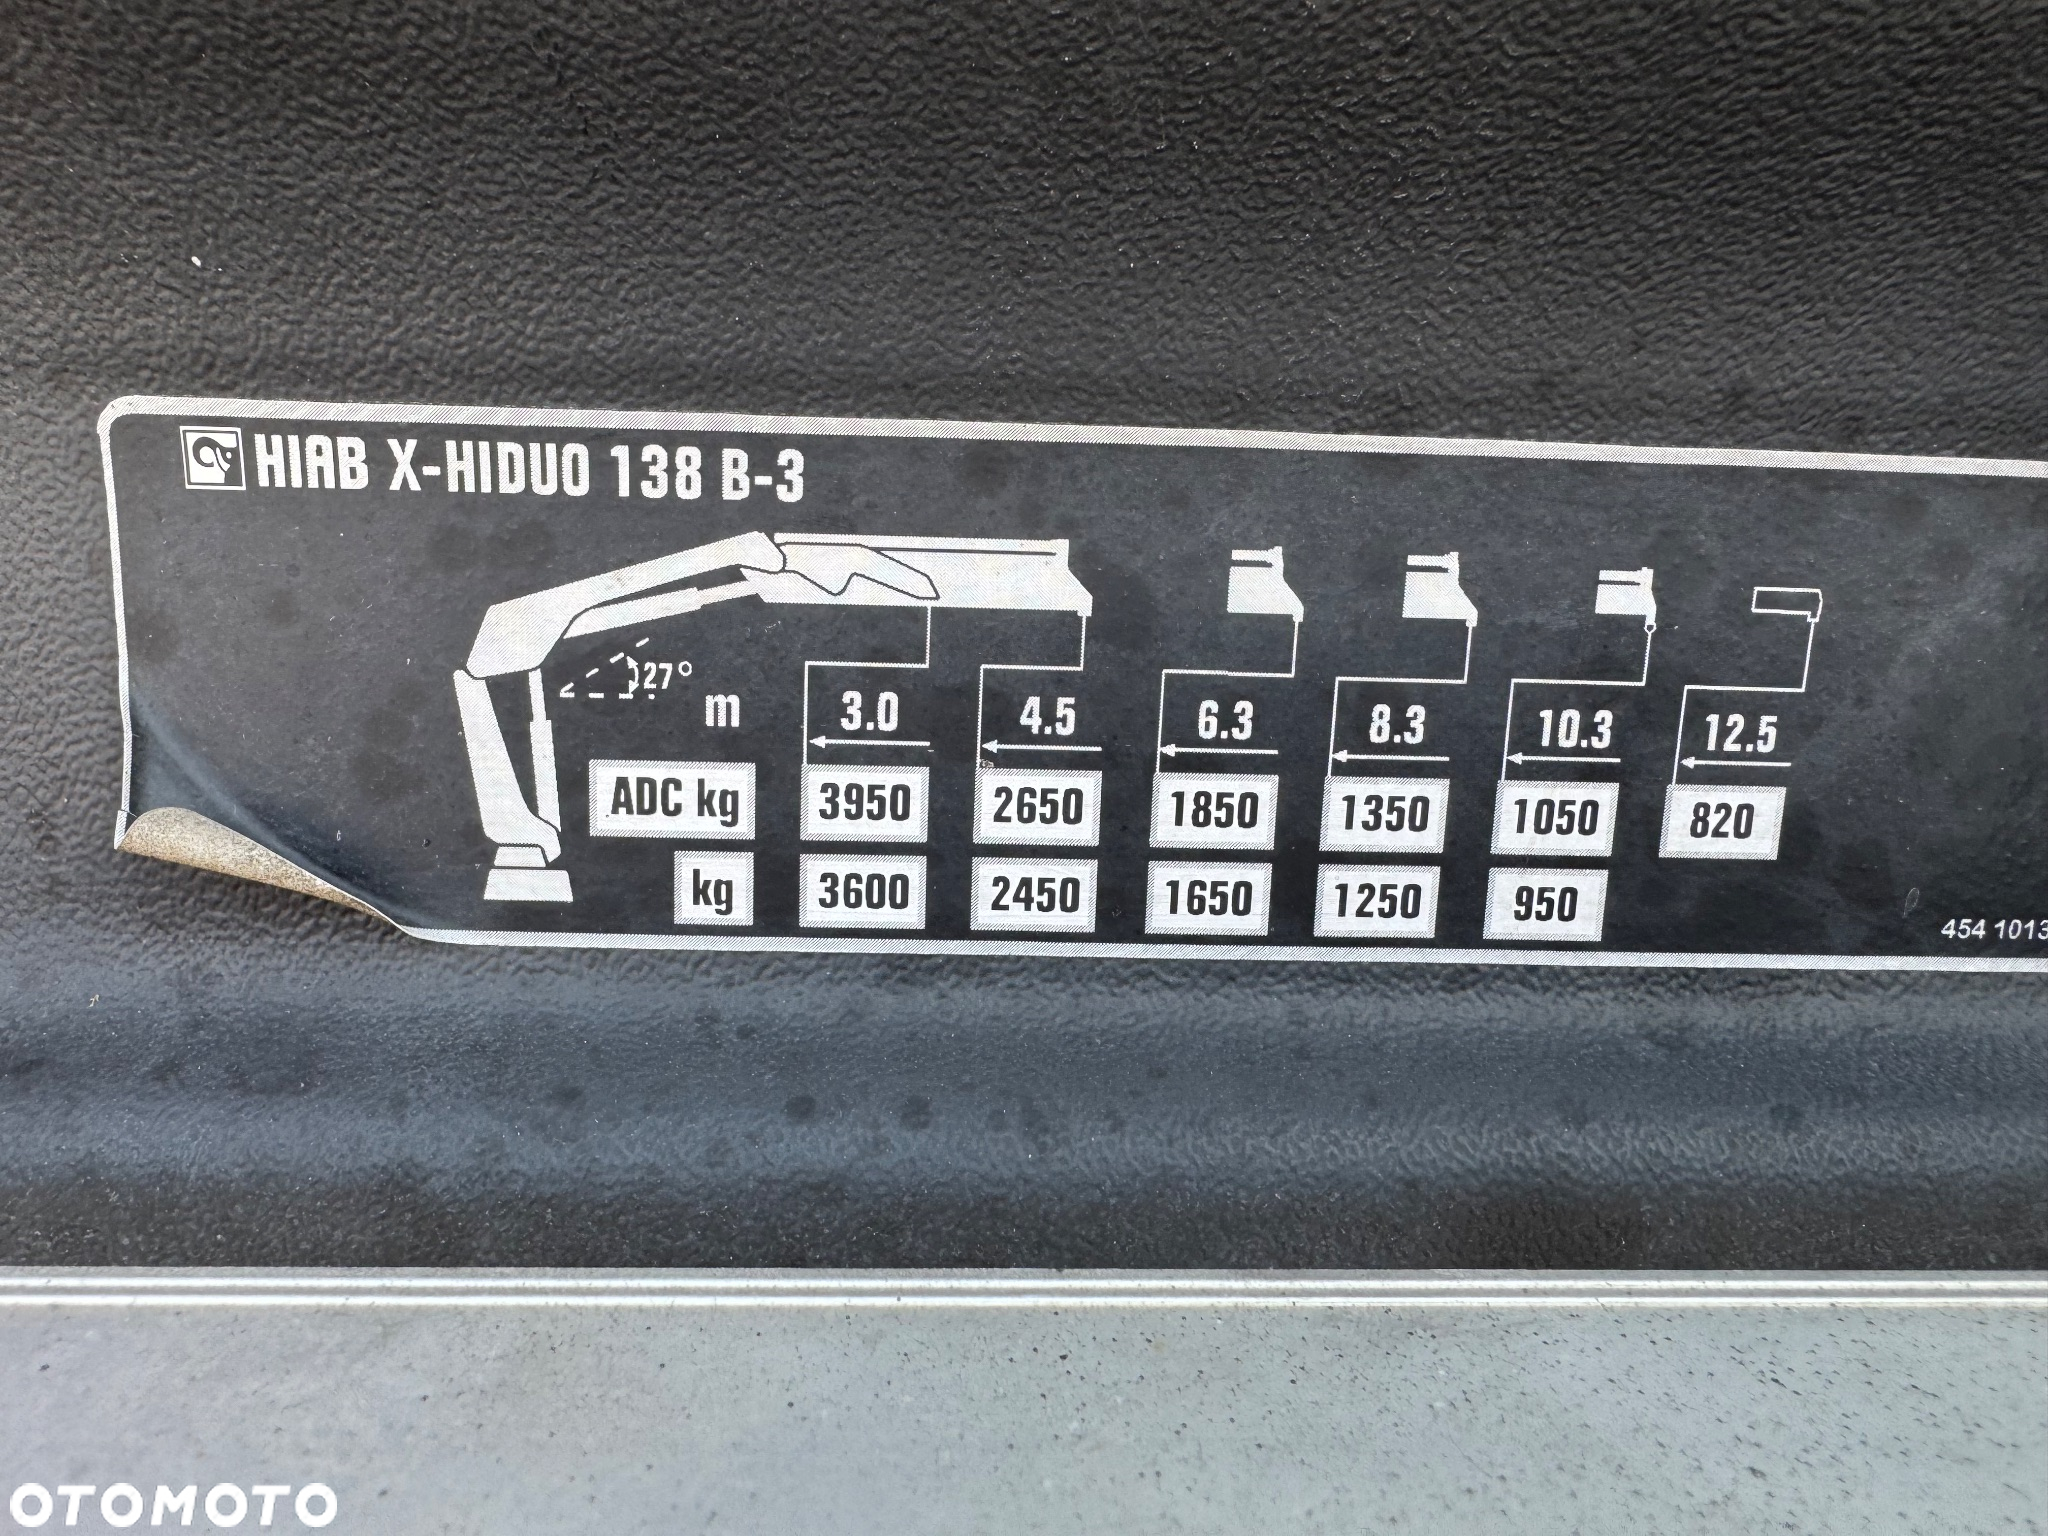 HIAB X-HIDUO 138 B-3
27°
m 3.0 4.5 6.3 8.3 10.3 12.5
ADC kg 3950 2650 1850 1350 1050 820
kg 3600 2450 1650 1250 950
454 1013
OTOMOTO